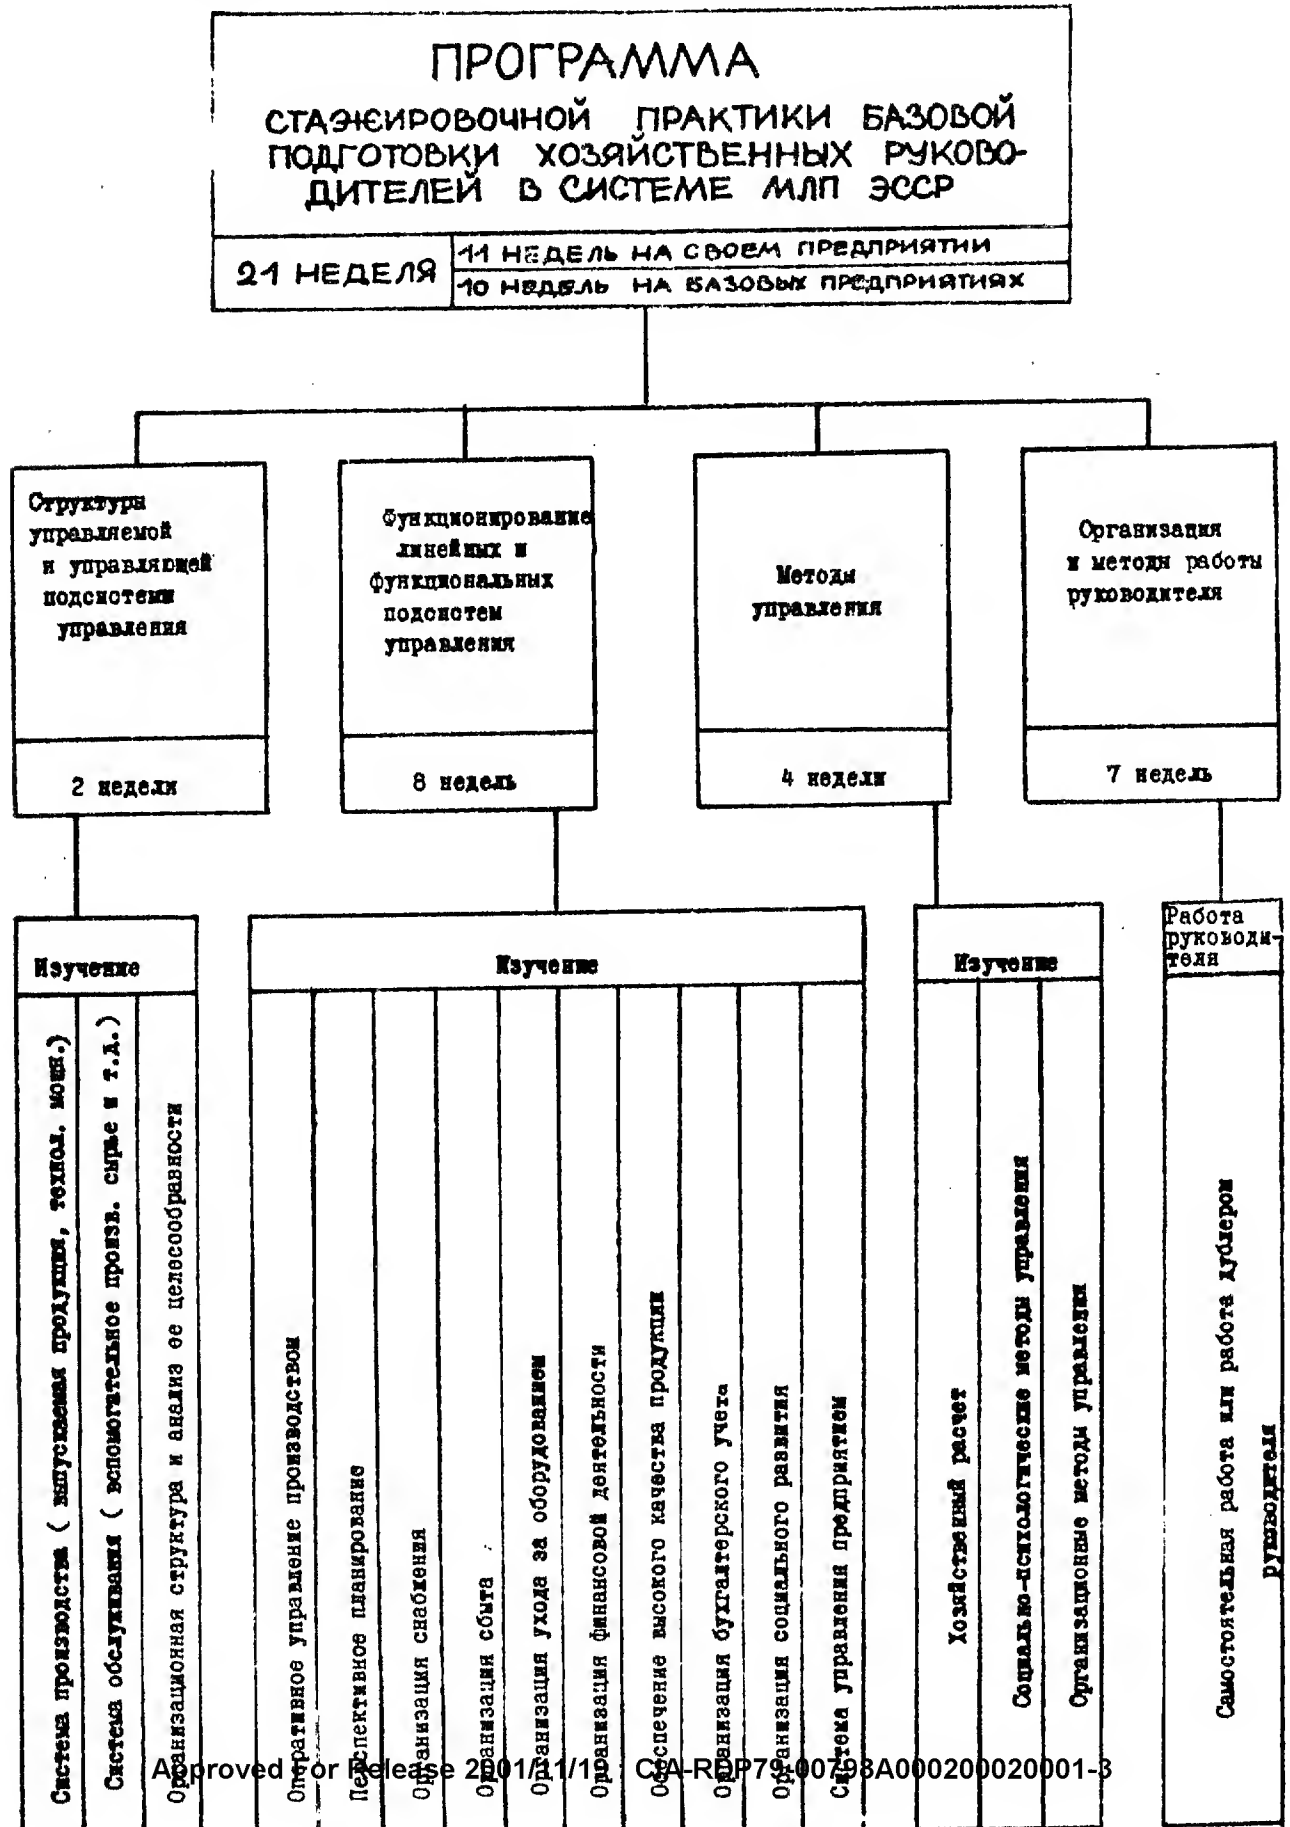 ПРОГРАММА
СТАЖИРОВОЧНОЙ ПРАКТИКИ БАЗОВОЙ
ПОДГОТОВКИ ХОЗЯЙСТВЕННЫХ РУКОВО-
ДИТЕЛЕЙ В СИСТЕМЕ МЛП ЭССР
21 НЕДЕЛЯ
11 НЕДЕЛЬ НА СВОЕМ ПРЕДПРИЯТИИ
10 НЕДЕЛЬ НА БАЗОВЫХ ПРЕДПРИЯТИЯХ
Структуры
управляемой
и управляющей
подсистемы
управления
2 недели
Функционирование
линейных и
функциональных
подсистем
управления
8 недель
Методы
управления
4 недели
Организация
и методы работы
руководителя
7 недель
Изучение
Система производства ( выпускаемая продукция, технол. мощн.)
Система обслуживания ( вспомогательное произв. сырье и т.д.)
Организационная структура и анализ ее целесообразности
Изучение
Оперативное управление производством
Перспективное планирование
Организация снабжения
Организация сбыта
Организация ухода за оборудованием
Организация финансовой деятельности
Обеспечение высокого качества продукции
Организация бухгалтерского учета
Организация социального развития
Система управления предприятием
Изучение
Хозяйственный расчет
Социально-психологические методы управления
Организационные методы управления
Работа
руководи-
теля
Самостоятельная работа или работа дублером
руководителя
Approved For Release 2001/11/19 : CIA-RDP79-00798A000200020001-3